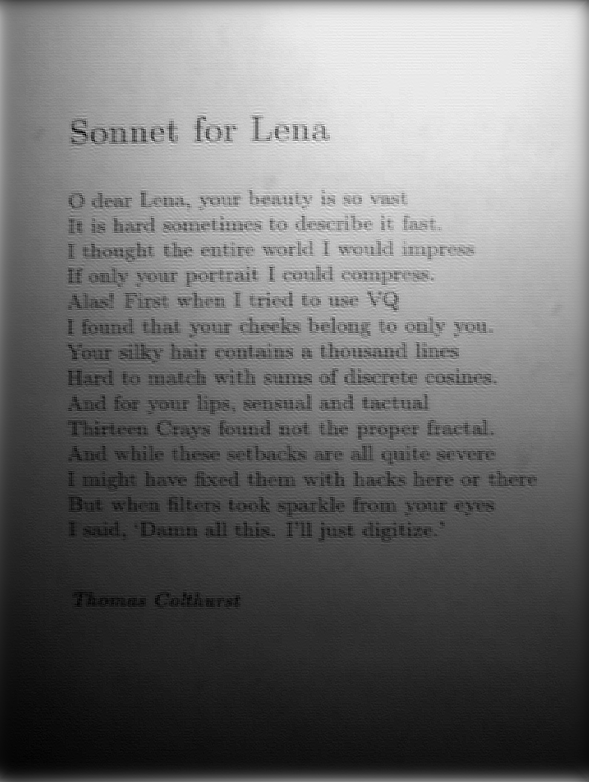 Sonnet for Lena
O dear Lena, your beauty is so vast
It is hard sometimes to describe it fast.
I thought the entire world I would impress
If only your portrait I could compress.
Alas! First when I tried to use VQ
I found that your cheeks belong to only you.
Your silky hair contains a thousand lines
Hard to match with sums of discrete cosines.
And for your lips, sensual and tactual
Thirteen Crays found not the proper fractal.
And while these setbacks are all quite severe
I might have fixed them with hacks here or there
But when filters took sparkle from your eyes
I said, ‘Damn all this. I'll just digitize.’
Thomas Colthurst